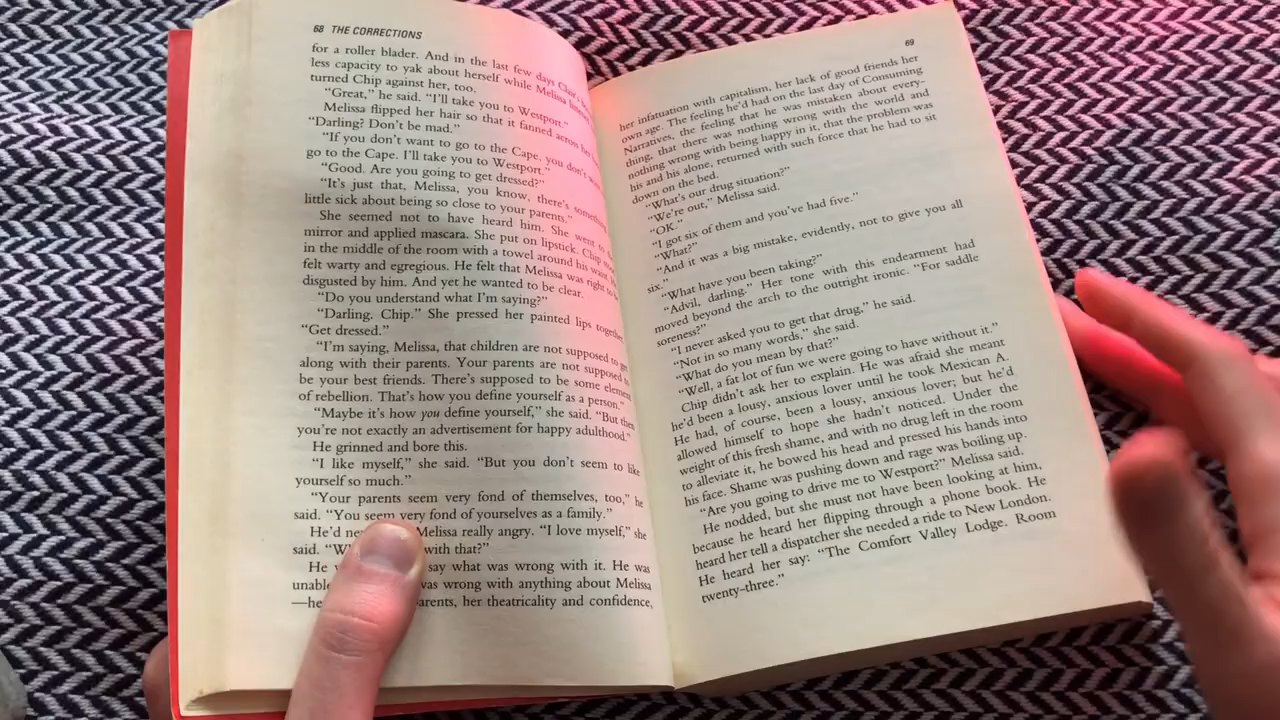 68 THE CORRECTIONS
for a roller blader. And in the last few days Clair's
less capacity to yak about herself while Melissa
turned Chip against her, too.
“Great,” he said. “I'll take you to Westport.”
Melissa flipped her hair so that it fanned across her
“Darling? Don't be mad.”
“If you don't want to go to the Cape, you don't
go to the Cape. I'll take you to Westport.”
“Good. Are you going to get dressed?”
“It's just that, Melissa, you know, there's something
little sick about being so close to your parents.”
She seemed not to have heard him. She went to
mirror and applied mascara. She put on lipstick. Chip
in the middle of the room with a towel around his
felt warty and egregious. He felt that Melissa was right to
disgusted by him. And yet he wanted to be clear.
“Do you understand what I'm saying?”
“Darling. Chip.” She pressed her painted lips together.
“Get dressed.”
“I'm saying, Melissa, that children are not supposed to get
along with their parents. Your parents are not supposed to
be your best friends. There's supposed to be some element
of rebellion. That's how you define yourself as a person.”
“Maybe it's how you define yourself,” she said. “But then
you're not exactly an advertisement for happy adulthood.”
He grinned and bore this.
“I like myself,” she said. “But you don't seem to like
yourself so much.”
“Your parents seem very fond of themselves, too,” he
said. “You seem very fond of yourselves as a family.”
He'd Melissa really angry. “I love myself,” she
said. with that?”
He say what was wrong with it. He was
was wrong with anything about Melissa
her theatricality and confidence,
69
her infatuation with capitalism, her lack of good friends her
own age. The feeling he'd had on the last day of Consuming
Narratives, the feeling that he was mistaken about every-
thing, that there was nothing wrong with the world and
nothing wrong with being happy in it, that the problem was
his and his alone, returned with such force that he had to sit
down on the bed.
“What's our drug situation?”
“We're out,” Melissa said.
“OK.”
“I got six of them and you've had five.”
“What?”
“And it was a big mistake, evidently, not to give you all
six.”
“What have you been taking?”
“Advil, darling.” Her tone with this endearment had
moved beyond the arch to the outright ironic. “For saddle
soreness?”
“I never asked you to get that drug,” he said.
“Not in so many words,” she said.
“What do you mean by that?”
“Well, a fat lot of fun we were going to have without it.”
Chip didn't ask her to explain. He was afraid she meant
he'd been a lousy, anxious lover until he took Mexican A.
He had, of course, been a lousy, anxious lover; but he'd
allowed himself to hope she hadn't noticed. Under the
weight of this fresh shame, and with no drug left in the room
to alleviate it, he bowed his head and pressed his hands into
his face. Shame was pushing down and rage was boiling up.
“Are you going to drive me to Westport?” Melissa said.
He nodded, but she must not have been looking at him,
because he heard her flipping through a phone book. He
heard her tell a dispatcher she needed a ride to New London.
He heard her say: “The Comfort Valley Lodge. Room
twenty-three.”